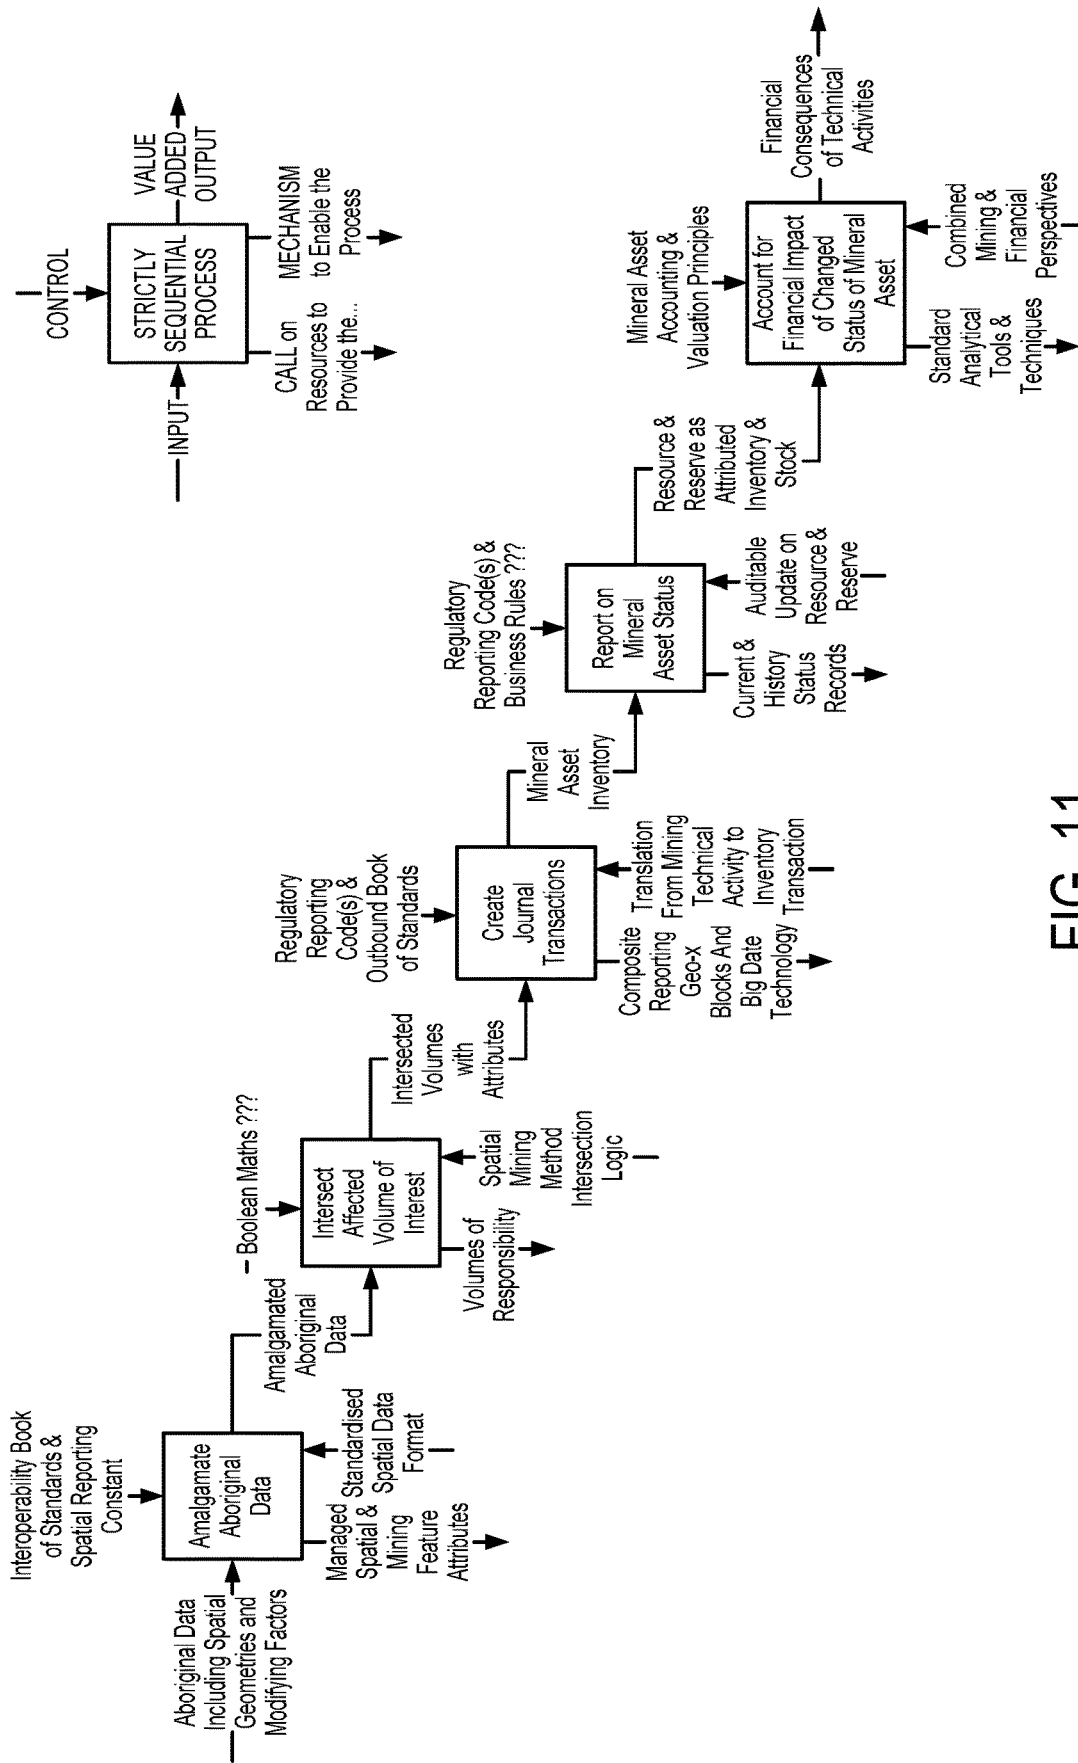 CONTROL
INPUT
STRICTLY
SEQUENTIAL
PROCESS
VALUE
ADDED
OUTPUT
CALL on
Resources to
Provide the...
MECHANISM
to Enable the
Process
Interoperability Book
of Standards &
Spatial Reporting
Constant
Aboriginal Data
Including Spatial
Geometries and
Modifying Factors
Amalgamate
Aboriginal
Data
Managed
Spatial &
Mining
Feature
Attributes
Standardised
Spatial Data
Format
Amalgamated
Aboriginal
Data
Boolean Maths ???
Intersect
Affected
Volume of
Interest
Volumes of
Responsibility
Spatial
Mining
Method
Intersection
Logic
Intersected
Volumes
with
Attributes
Regulatory
Reporting
Code(s) &
Outbound Book
of Standards
Create
Journal
Transactions
Composite
Reporting
Geo-x
Blocks And
Big Date
Technology
Translation
From Mining
Technical
Activity to
Inventory
Transaction
Mineral
Asset
Inventory
Regulatory
Reporting Code(s) &
Business Rules ???
Report on
Mineral
Asset Status
Current &
History
Status
Records
Auditable
Update on
Resource &
Reserve
Resource &
Reserve as
Attributed
Inventory &
Stock
Mineral Asset
Accounting &
Valuation Principles
Account for
Financial Impact
of Changed
Status of Mineral
Asset
Standard
Analytical
Tools &
Techniques
Combined
Mining &
Financial
Perspectives
Financial
Consequences
of Technical
Activities
FIG. 11